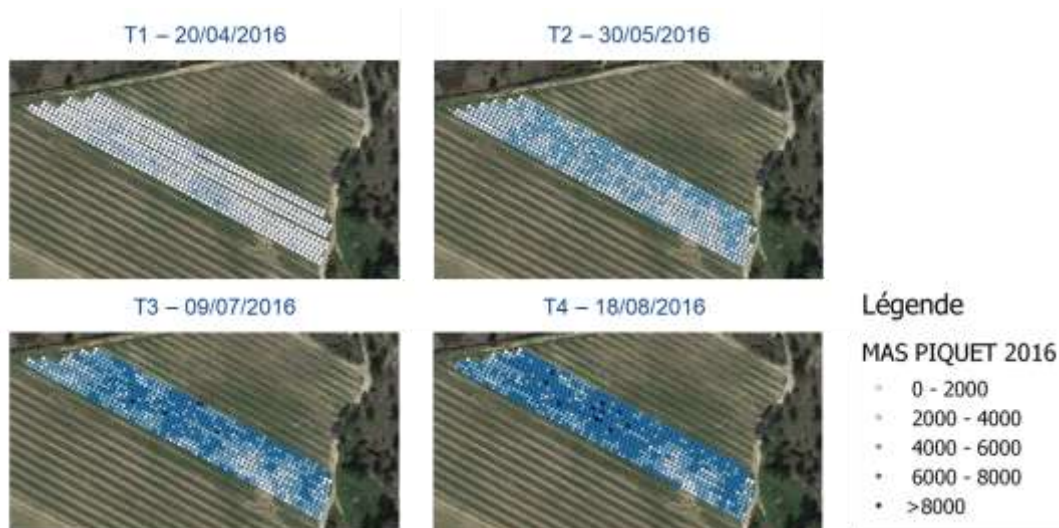 T1 – 20/04/2016
T2 – 30/05/2016
T3 – 09/07/2016
T4 – 18/08/2016
Légende
MAS PIQUET 2016
0 - 2000
2000 - 4000
4000 - 6000
6000 - 8000
>8000